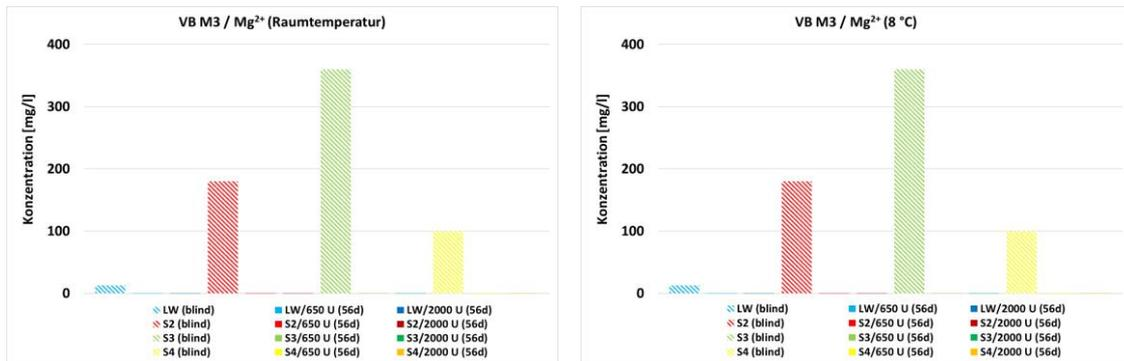 VB M3 / Mg²⁺ (Raumtemperatur)
Konzentration [mg/l]
400
300
200
100
0
LW (blind) LW/650 U (56d) LW/2000 U (56d)
S2 (blind) S2/650 U (56d) S2/2000 U (56d)
S3 (blind) S3/650 U (56d) S3/2000 U (56d)
S4 (blind) S4/650 U (56d) S4/2000 U (56d)
VB M3 / Mg²⁺ (8 °C)
Konzentration [mg/l]
400
300
200
100
0
LW (blind) LW/650 U (56d) LW/2000 U (56d)
S2 (blind) S2/650 U (56d) S2/2000 U (56d)
S3 (blind) S3/650 U (56d) S3/2000 U (56d)
S4 (blind) S4/650 U (56d) S4/2000 U (56d)